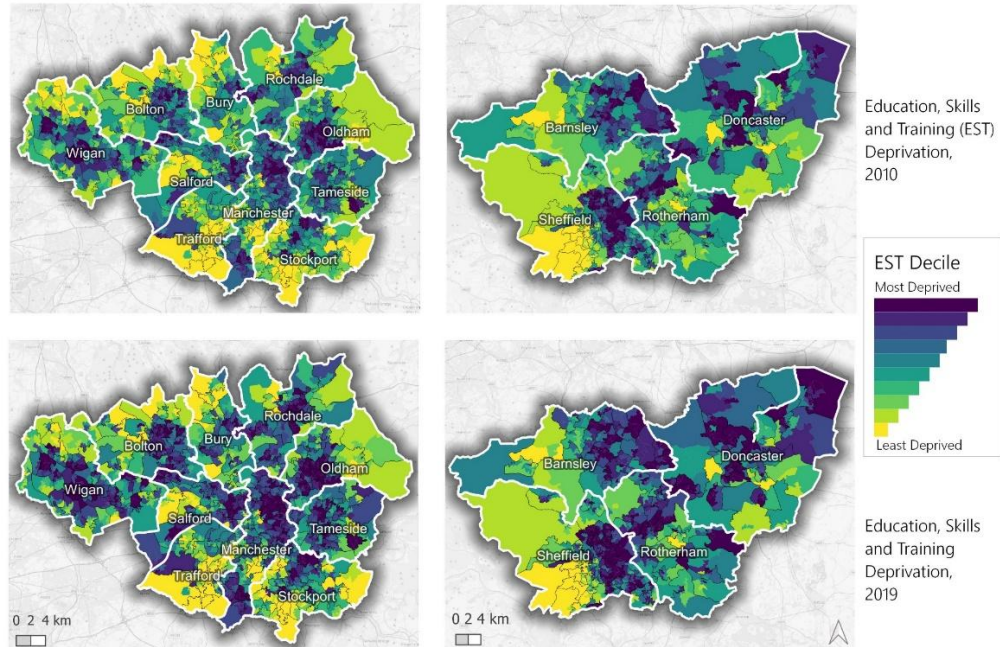 Rochdale
Bury
Bolton
Oldham
Wigan
Salford
Tameside
Manchester
Trafford
Stockport
Barnsley
Doncaster
Sheffield
Rotherham
Education, Skills
and Training (EST)
Deprivation,
2010
EST Decile
Most Deprived
Least Deprived
Rochdale
Bury
Bolton
Oldham
Wigan
Salford
Tameside
Manchester
Trafford
Stockport
0 2 4 km
Barnsley
Doncaster
Sheffield
Rotherham
0 2 4 km
Education, Skills
and Training
Deprivation,
2019